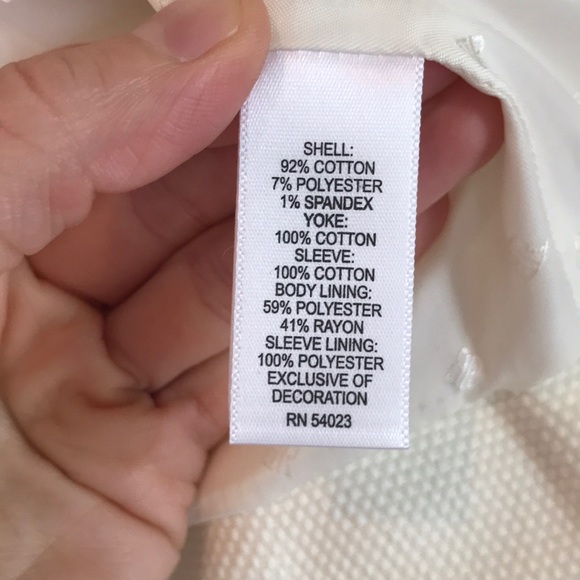 SHELL:
92% COTTON
7% POLYESTER
1% SPANDEX
YOKE:
100% COTTON
SLEEVE:
100% COTTON
BODY LINING:
59% POLYESTER
41% RAYON
SLEEVE LINING:
100% POLYESTER
EXCLUSIVE OF
DECORATION
RN 54023